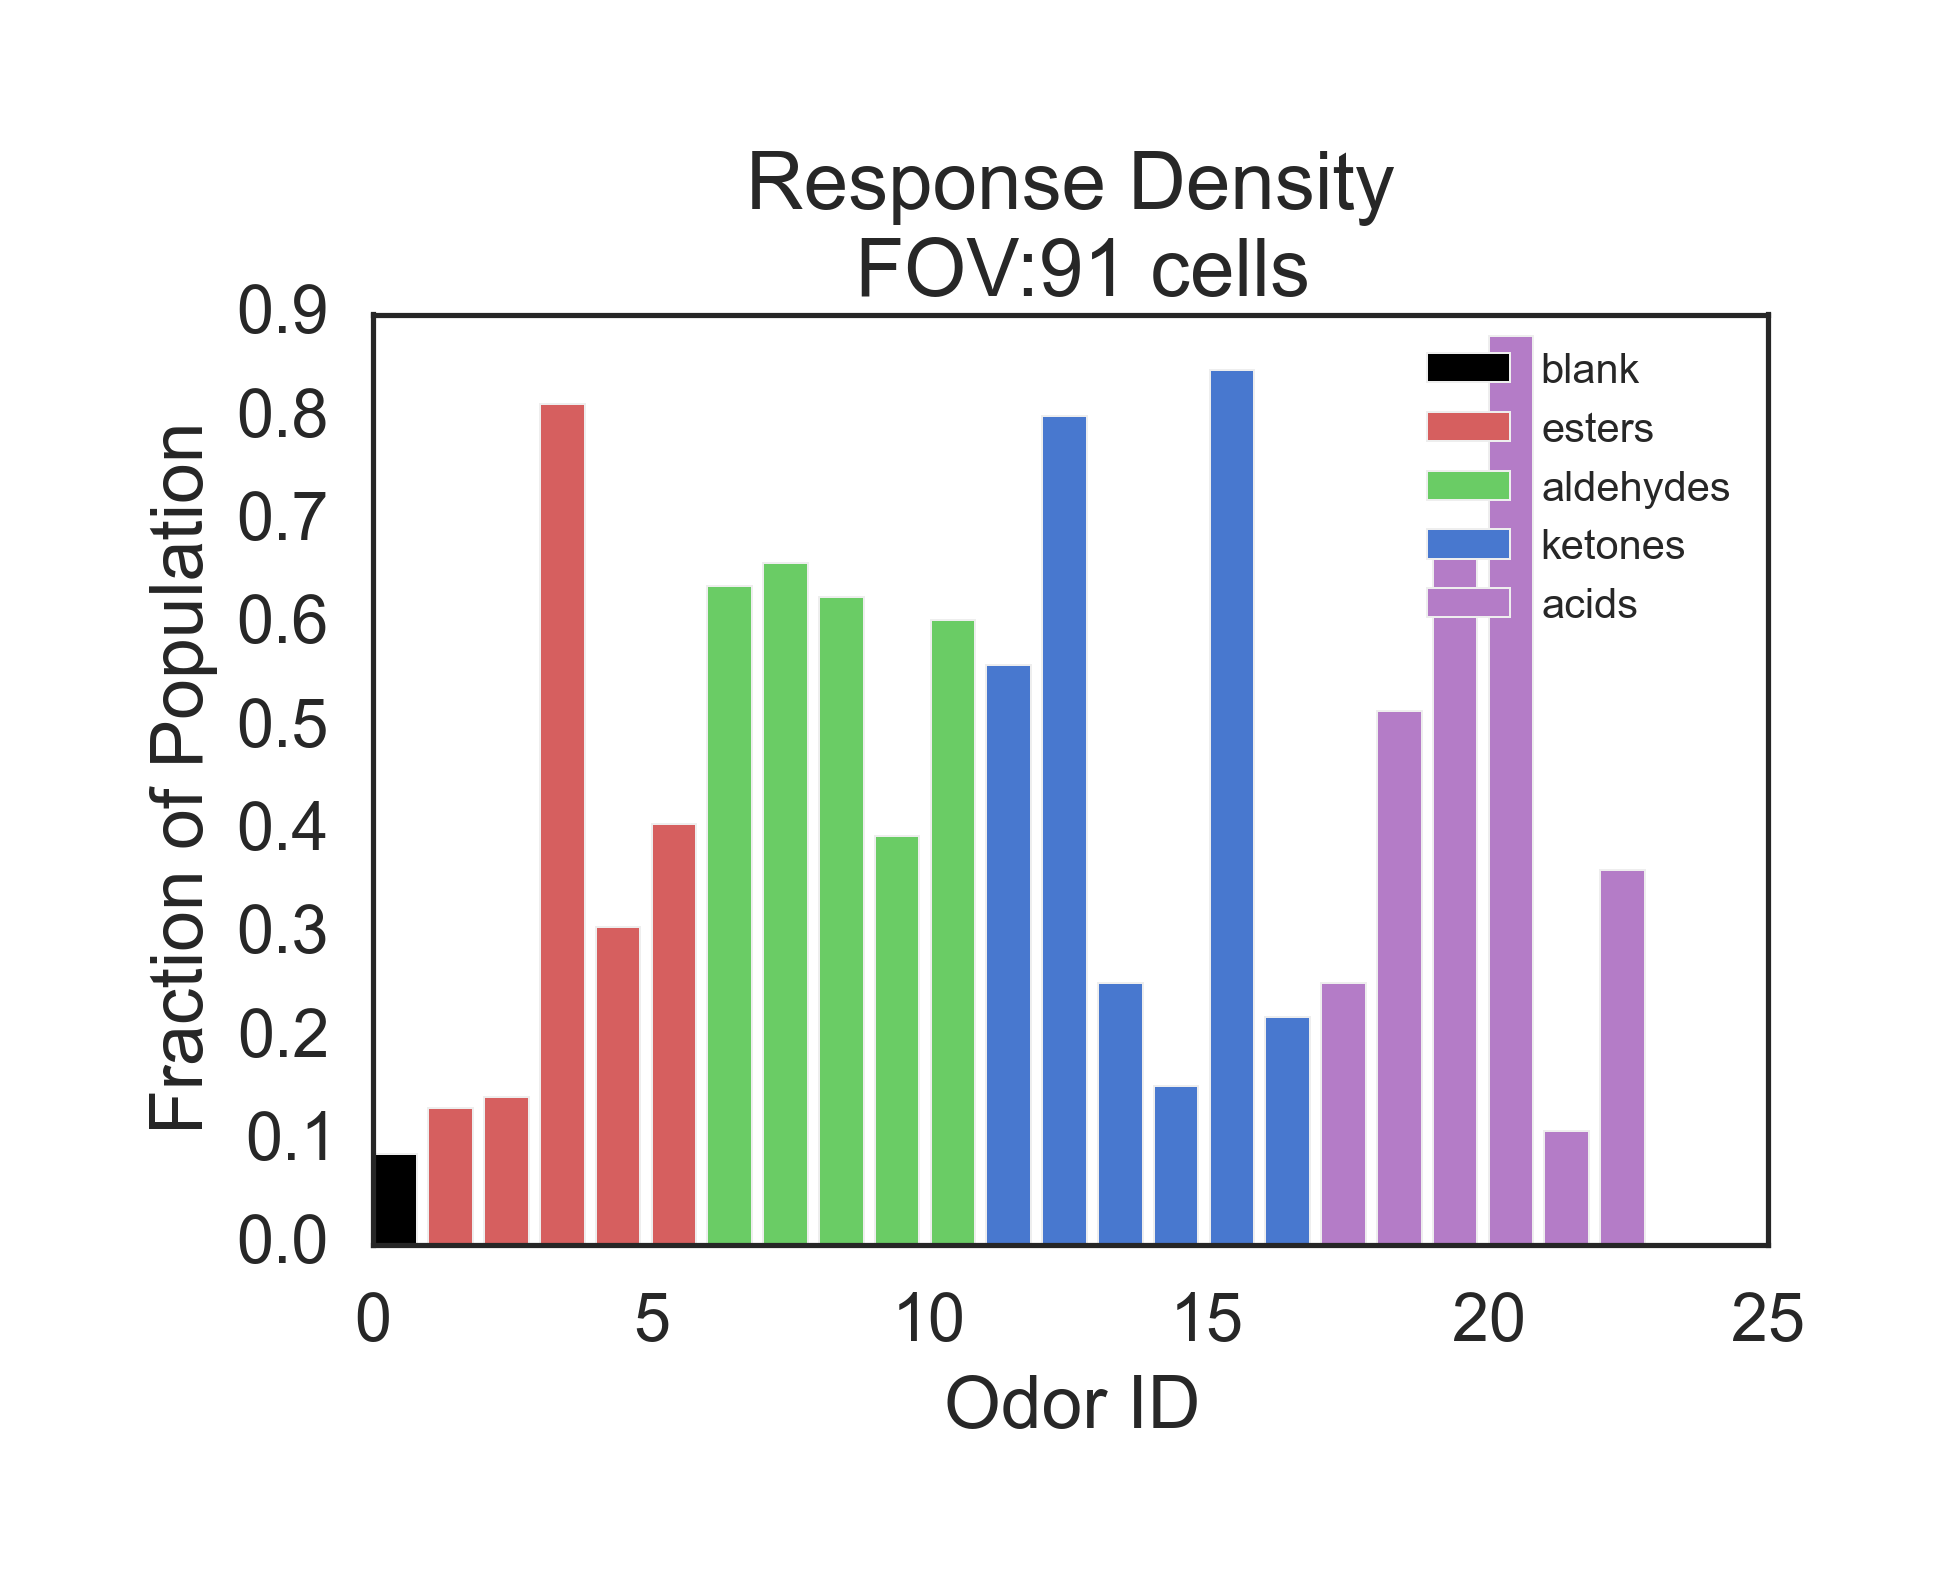 Response Density
FOV:91 cells
0.9
0.8
0.7
0.6
0.5
0.4
0.3
0.2
0.1
0.0
Fraction of Population
blank
esters
aldehydes
ketones
acids
0 5 10 15 20 25
Odor ID